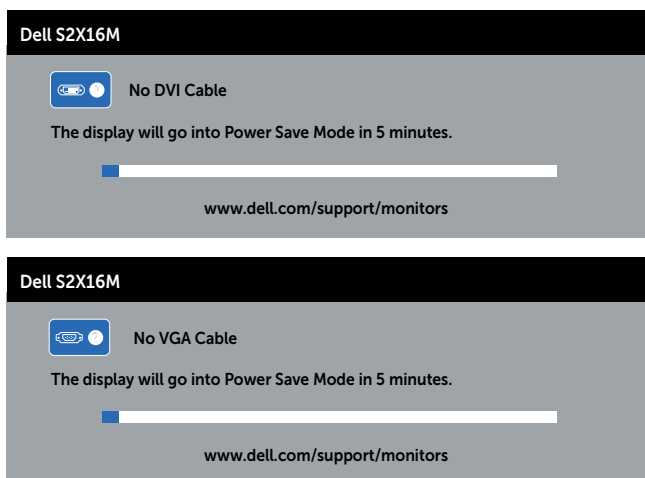 Dell S2X16M
No DVI Cable
The display will go into Power Save Mode in 5 minutes.
www.dell.com/support/monitors
Dell S2X16M
No VGA Cable
The display will go into Power Save Mode in 5 minutes.
www.dell.com/support/monitors